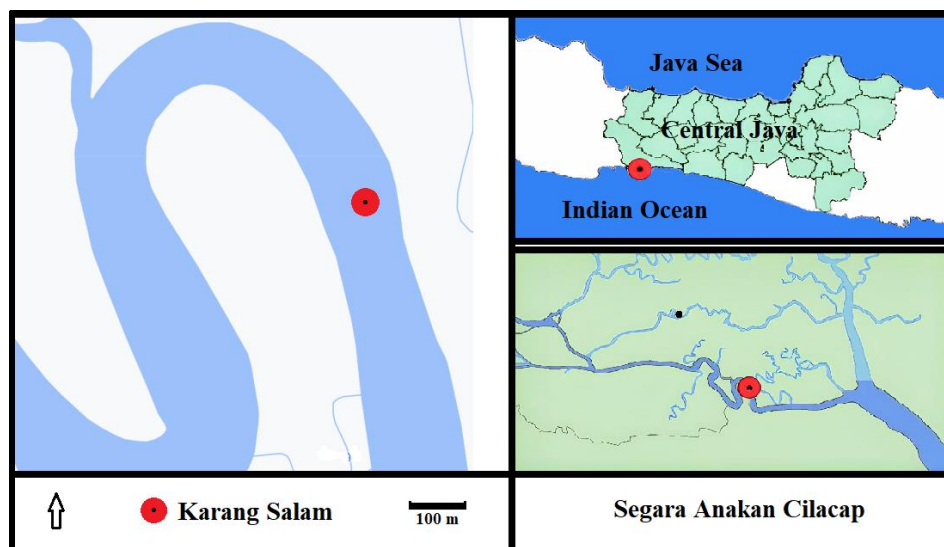 Java Sea
Central Java
Indian Ocean
Karang Salam
100 m
Segara Anakan Cilacap